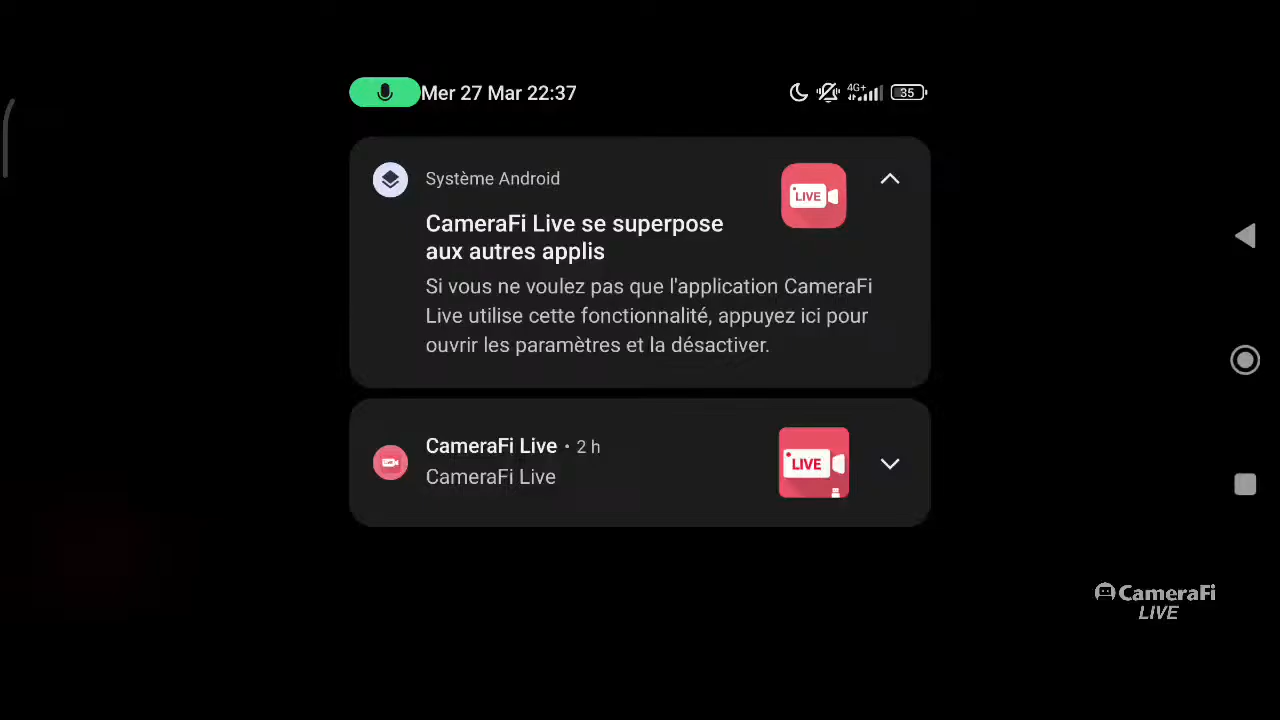 Mer 27 Mar 22:37
4G+
35
Système Android
LIVE
CameraFi Live se superpose
aux autres applis
Si vous ne voulez pas que l'application CameraFi
Live utilise cette fonctionnalité, appuyez ici pour
ouvrir les paramètres et la désactiver.
CameraFi Live • 2 h
CameraFi Live
LIVE
CameraFi
LIVE